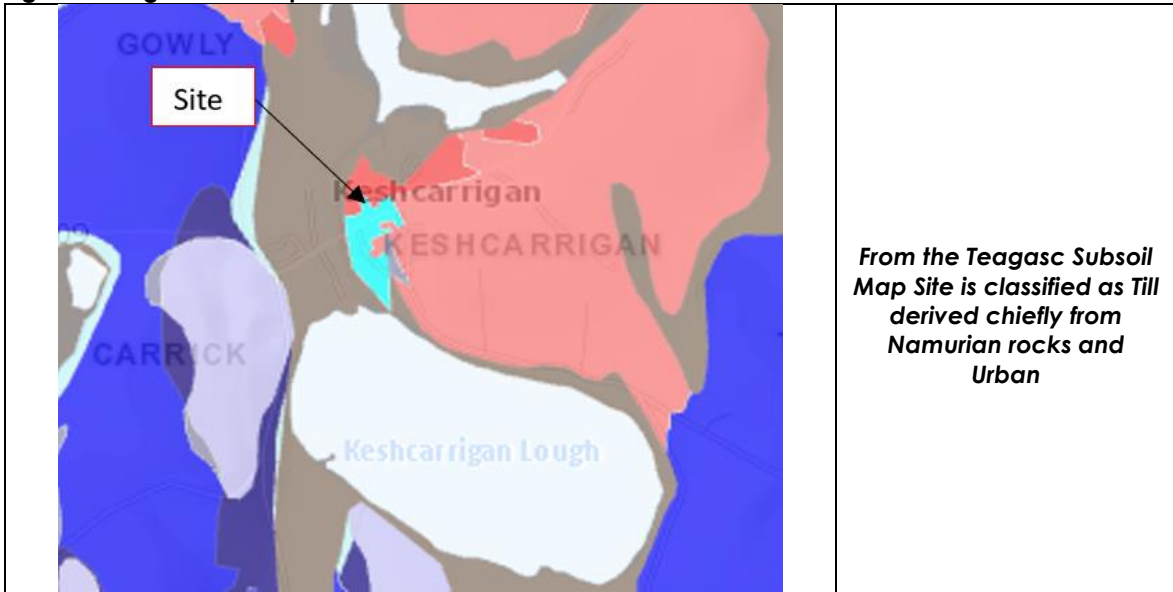 GOWLY
Site
Keshcarrigan
KESHCARRIGAN
CARRICK
Keshcarrigan Lough
From the Teagasc Subsoil
Map Site is classified as Till
derived chiefly from
Namurian rocks and
Urban